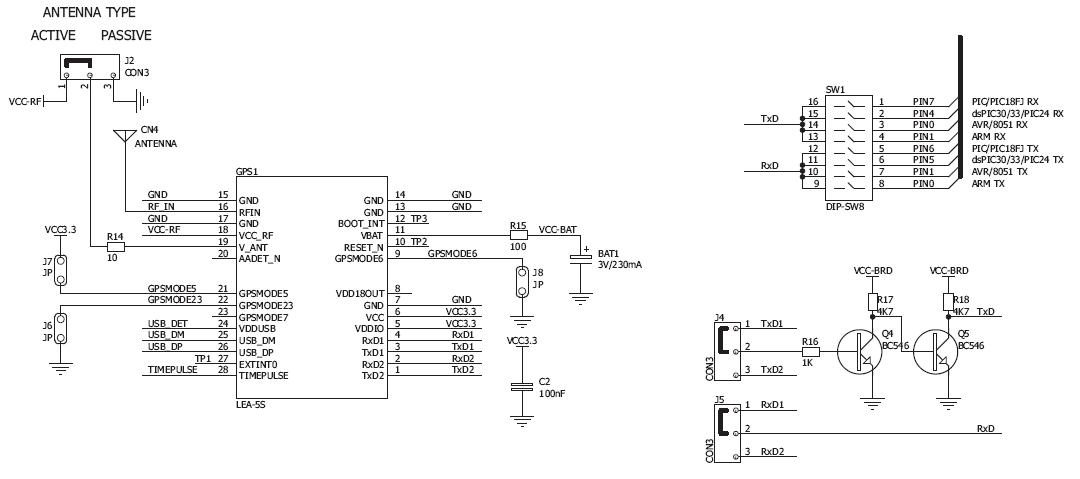 ANTENNA TYPE
ACTIVE PASSIVE
J2
CON3
1 2 3
VCC-RF
CN4
ANTENNA
GPS1
GND 15 GND
RF_IN 16 RFIN
GND 17 GND
VCC-RF 18 VCC_RF
R14
10
19 V_ANT
20 AADET_N
VCC3.3
J7
JP
GPSMODE5 21 GPSMODE5
GPSMODE23 22 GPSMODE23
23 GPSMODE7
J6
JP
USB_DET 24 VDDUSB
USB_DM 25 USB_DM
USB_DP 26 USB_DP
TP1 27 EXTINT0
TIMEPULSE 28 TIMEPULSE
LEA-5S
GND 14 GND
GND 13 GND
BOOT_INT 12 TP3
VBAT 11
RESET_N 10 TP2
GPSMODE6 9 GPSMODE6
VDD18OUT 8
GND 7 GND
VCC 6 VCC3.3
VDDIO 5 VCC3.3
RxD1 4 RxD1
TxD1 3 TxD1
RxD2 2 RxD2
TxD2 1 TxD2
R15
100
VCC-BAT
+
BAT1
3V/230mA
J8
JP
VCC3.3
C2
100nF
SW1
TxD
RxD
16 1 PIN7 PIC/PIC18FJ RX
15 2 PIN4 dsPIC30/33/PIC24 RX
14 3 PIN0 AVR/8051 RX
13 4 PIN1 ARM RX
12 5 PIN6 PIC/PIC18FJ TX
11 6 PIN5 dsPIC30/33/PIC24 TX
10 7 PIN1 AVR/8051 TX
9 8 PIN0 ARM TX
DIP-SW8
VCC-BRD VCC-BRD
R17 R18
4K7 4K7
TxD
J4
1 TxD1
2
3 TxD2
CON3
R16
1K
Q4
BC546
Q5
BC546
J5
1 RxD1
2 RxD
3 RxD2
CON3